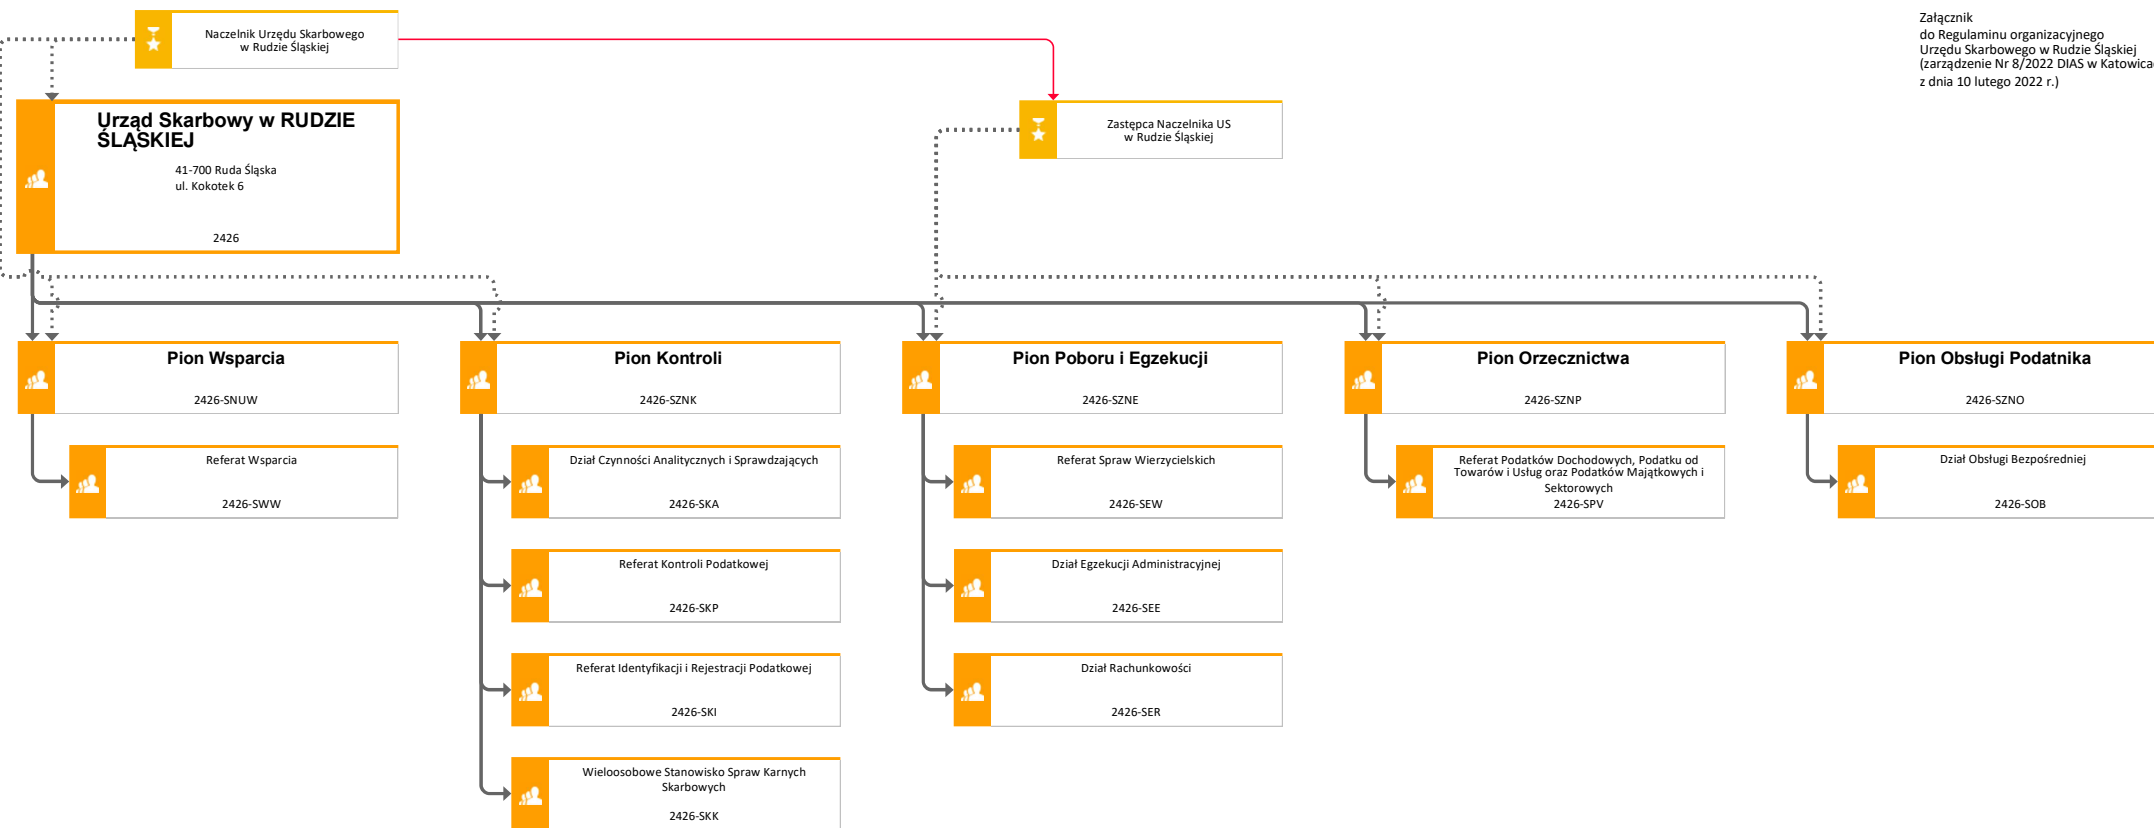 Załącznik
do Regulaminu organizacyjnego
Urzędu Skarbowego w Rudzie Śląskiej
(zarządzenie Nr 8/2022 DIAS w Katowica
z dnia 10 lutego 2022 r.)
Naczelnik Urzędu Skarbowego
w Rudzie Śląskiej
Zastępca Naczelnika US
w Rudzie Śląskiej
Urząd Skarbowy w RUDZIE
ŚLĄSKIEJ
41-700 Ruda Śląska
ul. Kokotek 6
2426
Pion Wsparcia
2426-SNUW
Pion Kontroli
2426-SZNK
Pion Poboru i Egzekucji
2426-SZNE
Pion Orzecznictwa
2426-SZNP
Pion Obsługi Podatnika
2426-SZNO
Referat Wsparcia
2426-SWW
Dział Czynności Analitycznych i Sprawdzających
2426-SKA
Referat Spraw Wierzycielskich
2426-SEW
Referat Podatków Dochodowych, Podatku od
Towarów i Usług oraz Podatków Majątkowych i
Sektorowych
2426-SPV
Dział Obsługi Bezpośredniej
2426-SOB
Referat Kontroli Podatkowej
2426-SKP
Dział Egzekucji Administracyjnej
2426-SEE
Referat Identyfikacji i Rejestracji Podatkowej
2426-SKI
Dział Rachunkowości
2426-SER
Wieloosobowe Stanowisko Spraw Karnych
Skarbowych
2426-SKK